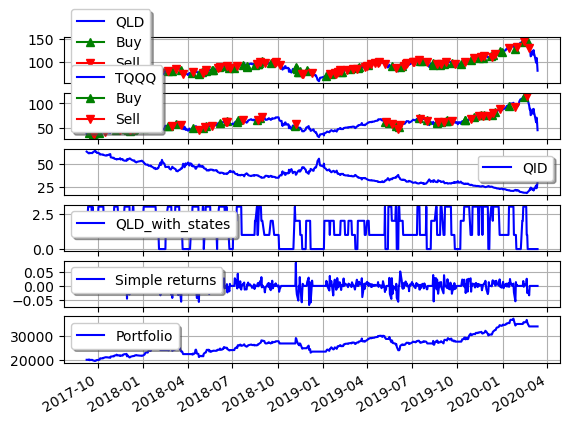 QLD
Buy
Sell
150
100
TQQQ
Buy
Sell
100
50
50
25
QID
2.5
0.0
QLD_with_states
0.05
0.00
−0.05
Simple returns
30000
20000
Portfolio
2017-10
2018-01
2018-04
2018-07
2018-10
2019-01
2019-04
2019-07
2019-10
2020-01
2020-04